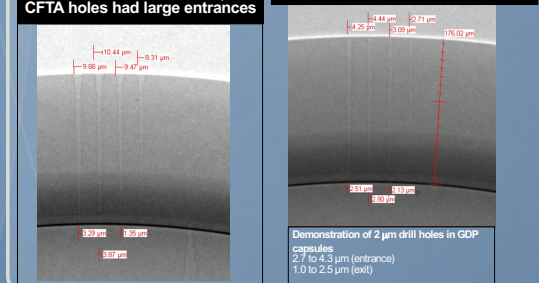 CFTA holes had large entrances
10.44 µm
8.31 µm
9.66 µm
9.47 µm
3.29 µm
1.35 µm
3.87 µm
4.44 µm
2.71 µm
4.25 µm
3.09 µm
176.02 µm
2.51 µm
2.13 µm
2.90 µm
Demonstration of 2 µm drill holes in GDP
capsules
2.7 to 4.3 µm (entrance)
1.0 to 2.5 µm (exit)